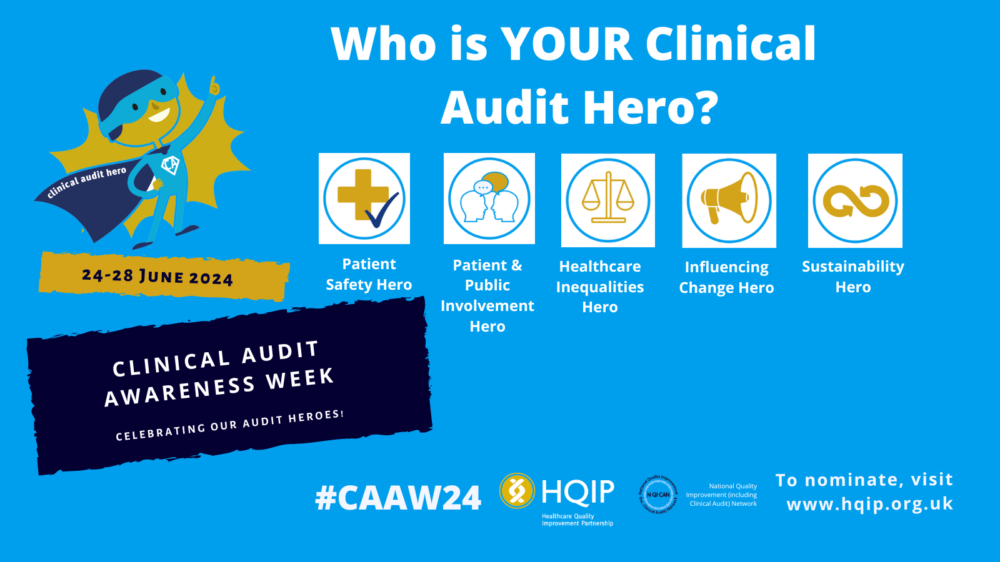 Who is YOUR Clinical
Audit Hero?
clinical audit hero
CA
24-28 June 2024
CLINICAL AUDIT
AWARENESS WEEK
CELEBRATING OUR AUDIT HEROES!
Patient
Safety Hero
Patient &
Public
Involvement
Hero
Healthcare
Inequalities
Hero
Influencing
Change Hero
Sustainability
Hero
#CAAW24
HQIP
Healthcare Quality
Improvement Partnership
National Quality Improvement
N-QI-CAN
(inc. Clinical Audit) Network
National Quality
Improvement (including
Clinical Audit) Network
To nominate, visit
www.hqip.org.uk